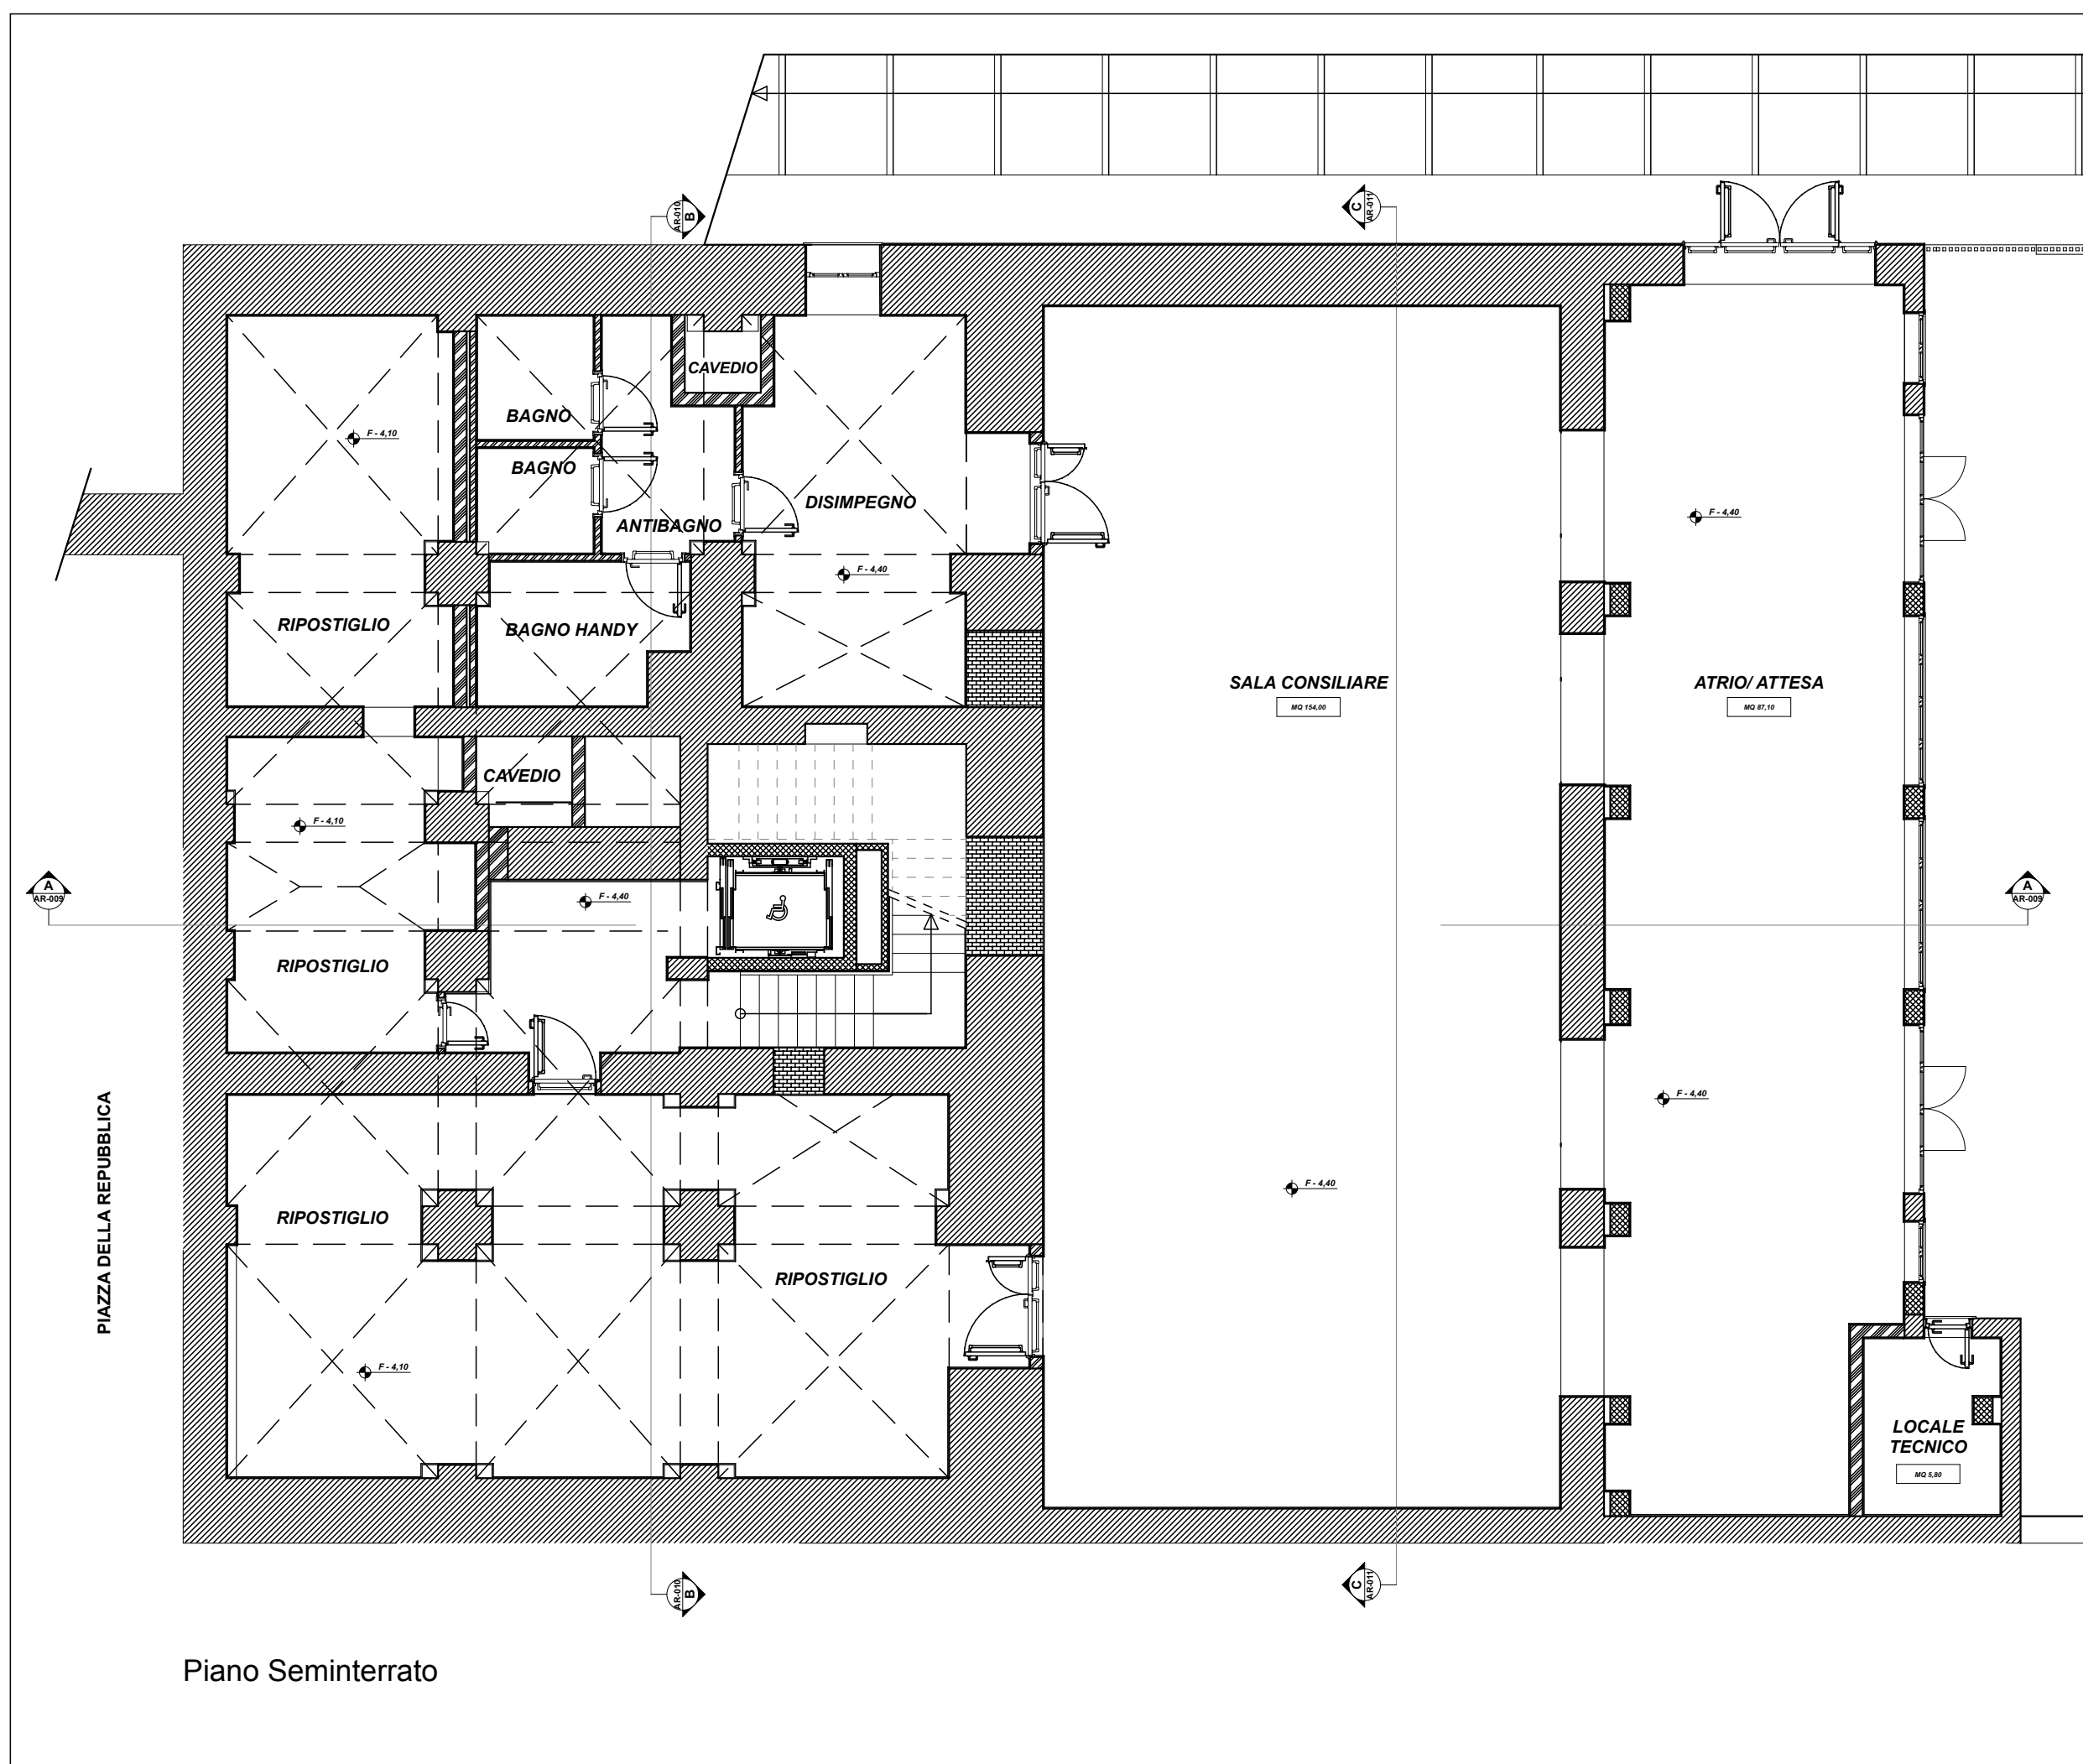 AR-010
B
C
AR-011
CAVEDIO
BAGNO
F - 4,10
BAGNO
DISIMPEGNO
ANTIBAGNO
F - 4,40
F - 4,40
RIPOSTIGLIO
BAGNO HANDY
SALA CONSILIARE
MQ 154,00
ATRIO/ ATTESA
MQ 87,10
CAVEDIO
F - 4,10
A
AR-009
F - 4,40
A
AR-009
RIPOSTIGLIO
F - 4,40
PIAZZA DELLA REPUBBLICA
F - 4,40
RIPOSTIGLIO
RIPOSTIGLIO
F - 4,10
LOCALE
TECNICO
MQ 5,80
AR-010
B
C
AR-011
Piano Seminterrato